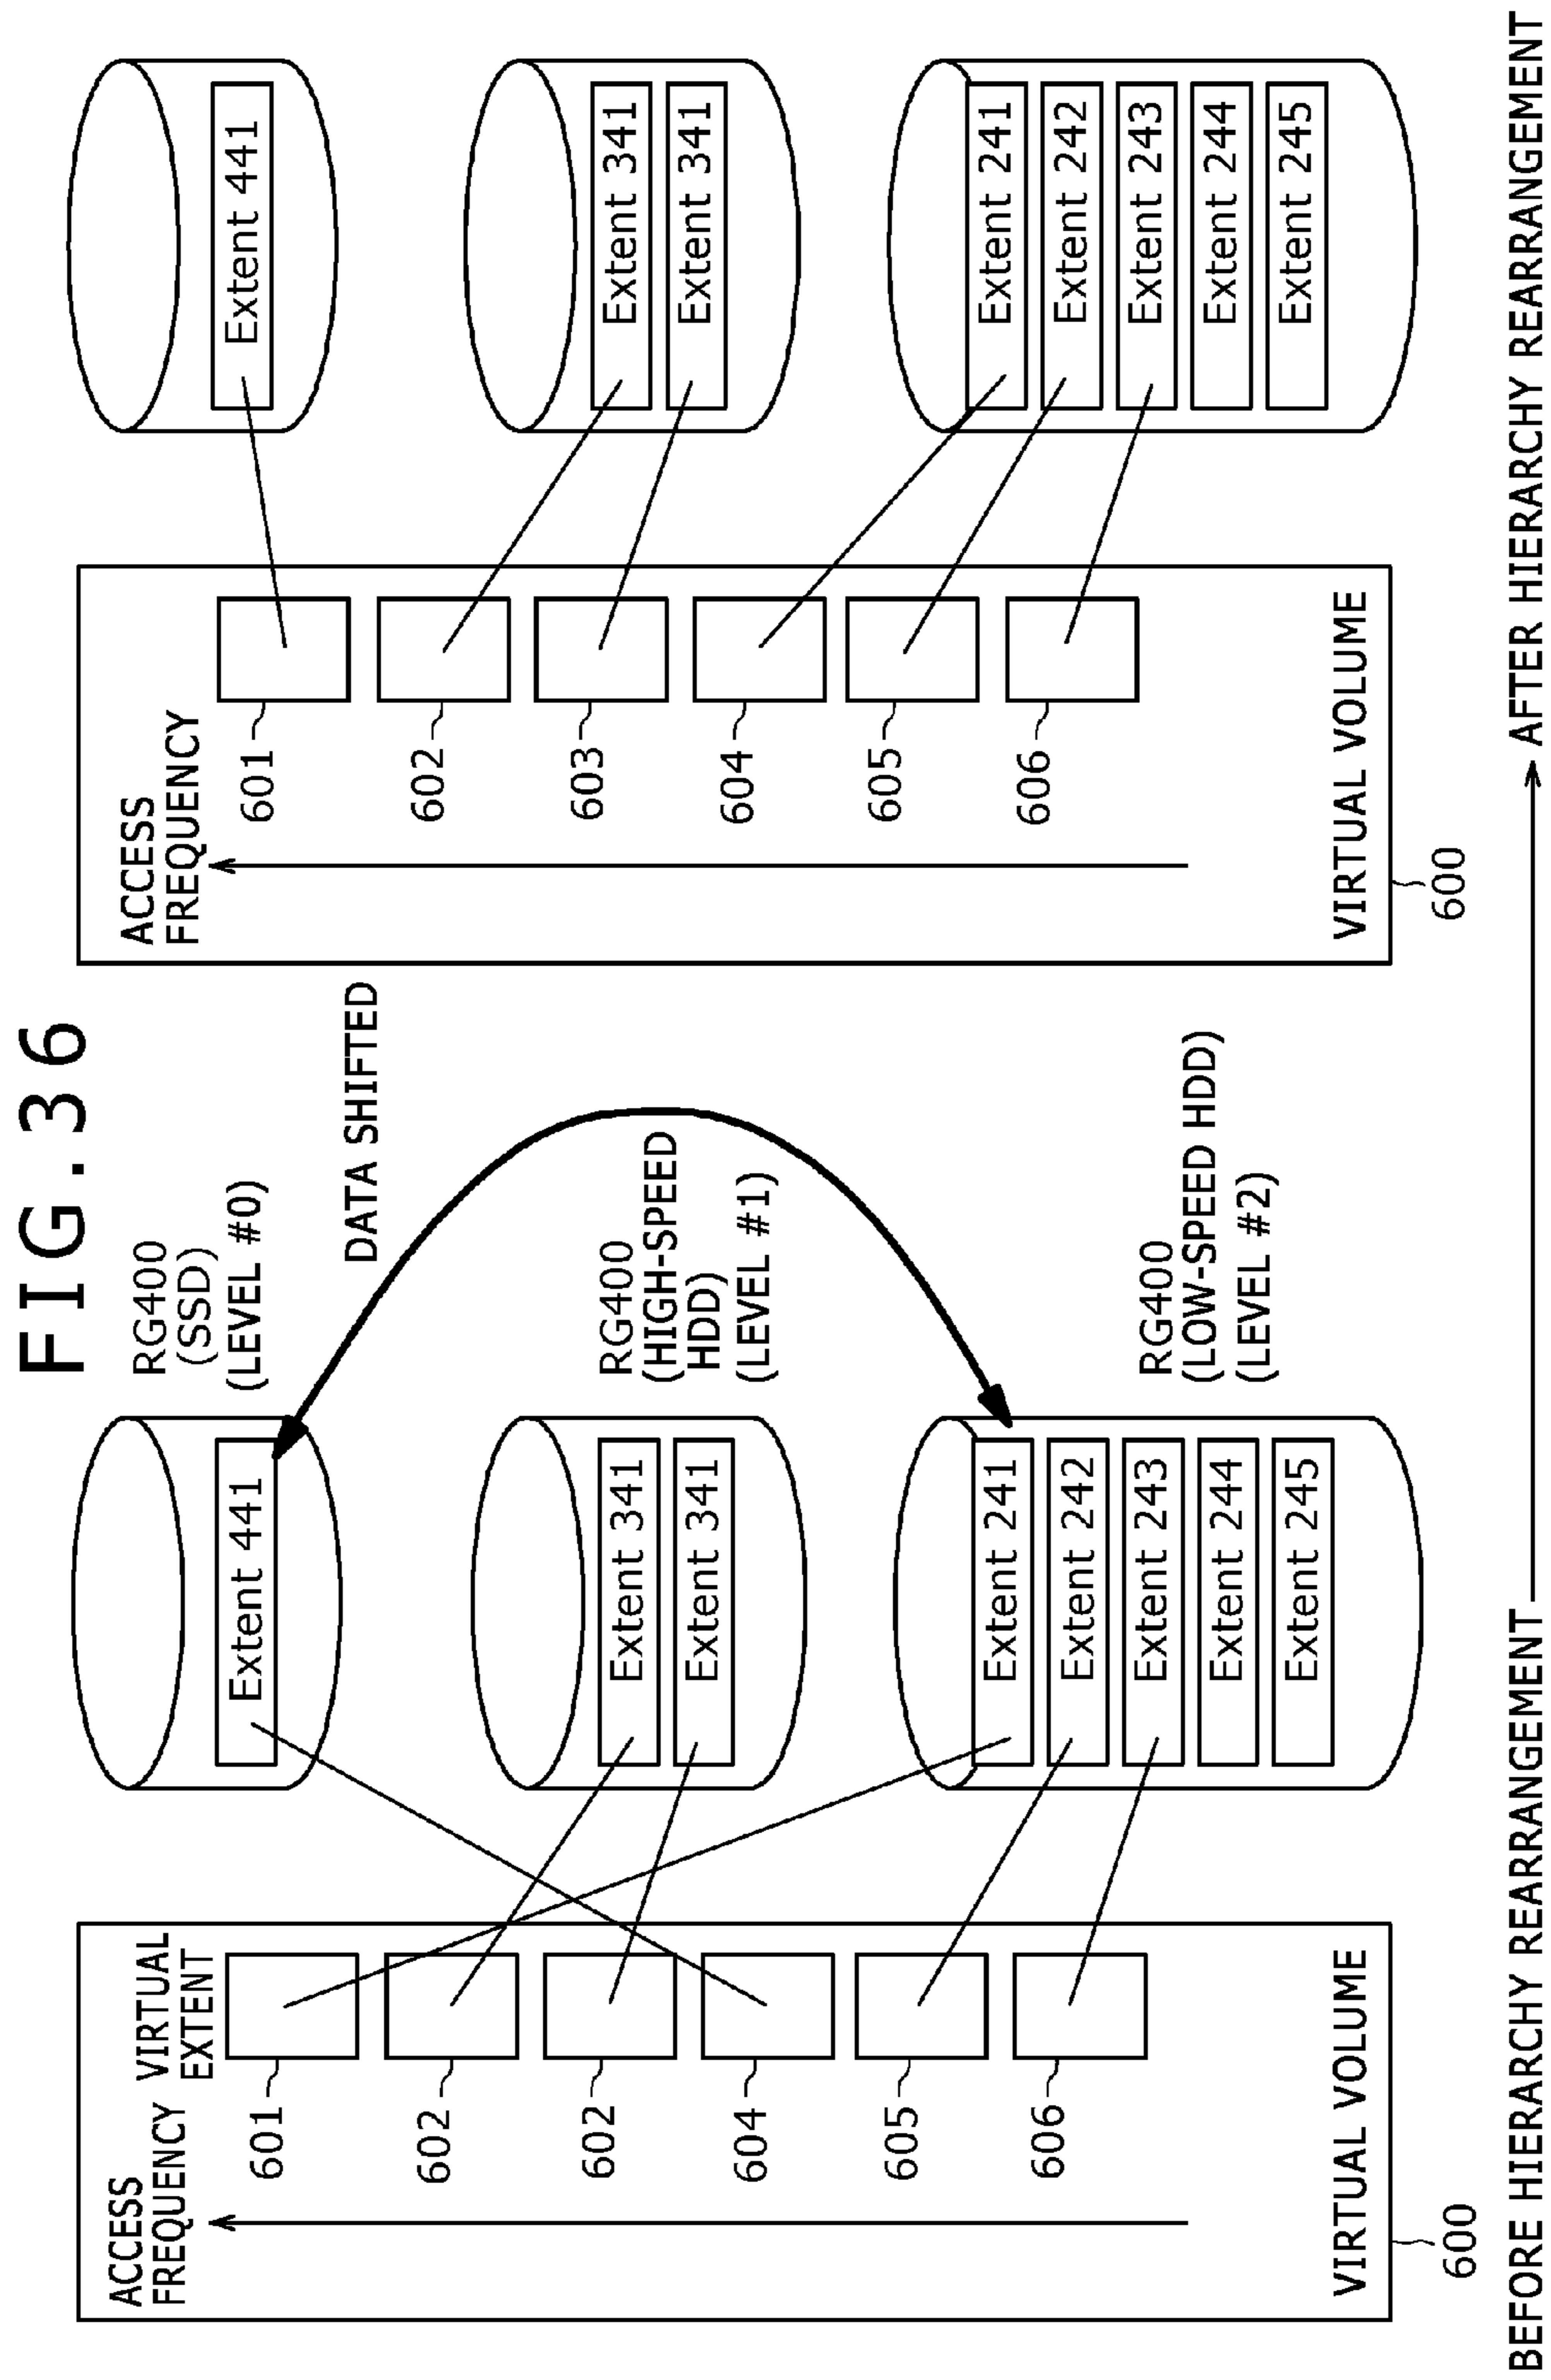 FIG.36
ACCESS
FREQUENCY
VIRTUAL
EXTENT
601
602
602
604
605
606
VIRTUAL VOLUME
600
Extent 441
Extent 341
Extent 341
Extent 241
Extent 242
Extent 243
Extent 244
Extent 245
RG400
(SSD)
(LEVEL #0)
DATA SHIFTED
RG400
(HIGH-SPEED
HDD)
(LEVEL #1)
RG400
(LOW-SPEED HDD)
(LEVEL #2)
ACCESS
FREQUENCY
601
602
603
604
605
606
VIRTUAL VOLUME
600
Extent 441
Extent 341
Extent 341
Extent 241
Extent 242
Extent 243
Extent 244
Extent 245
BEFORE HIERARCHY REARRANGEMENT
AFTER HIERARCHY REARRANGEMENT